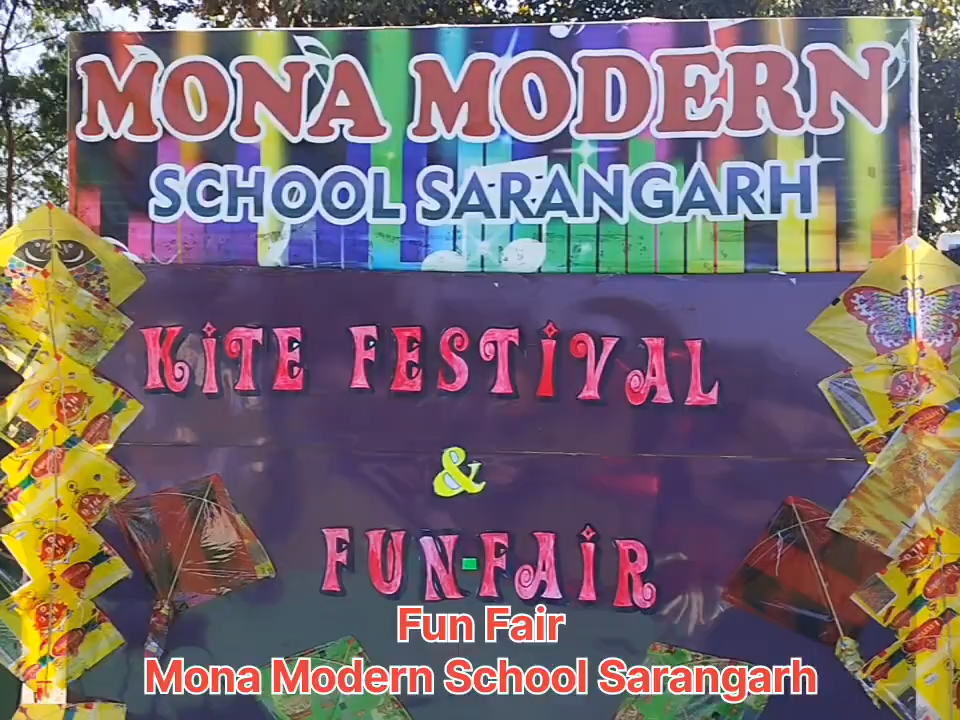 MONA MODERN
SCHOOL SARANGARH
KiTE FESTiVAL
&
FUN-FAiR
Fun Fair
Mona Modern School Sarangarh